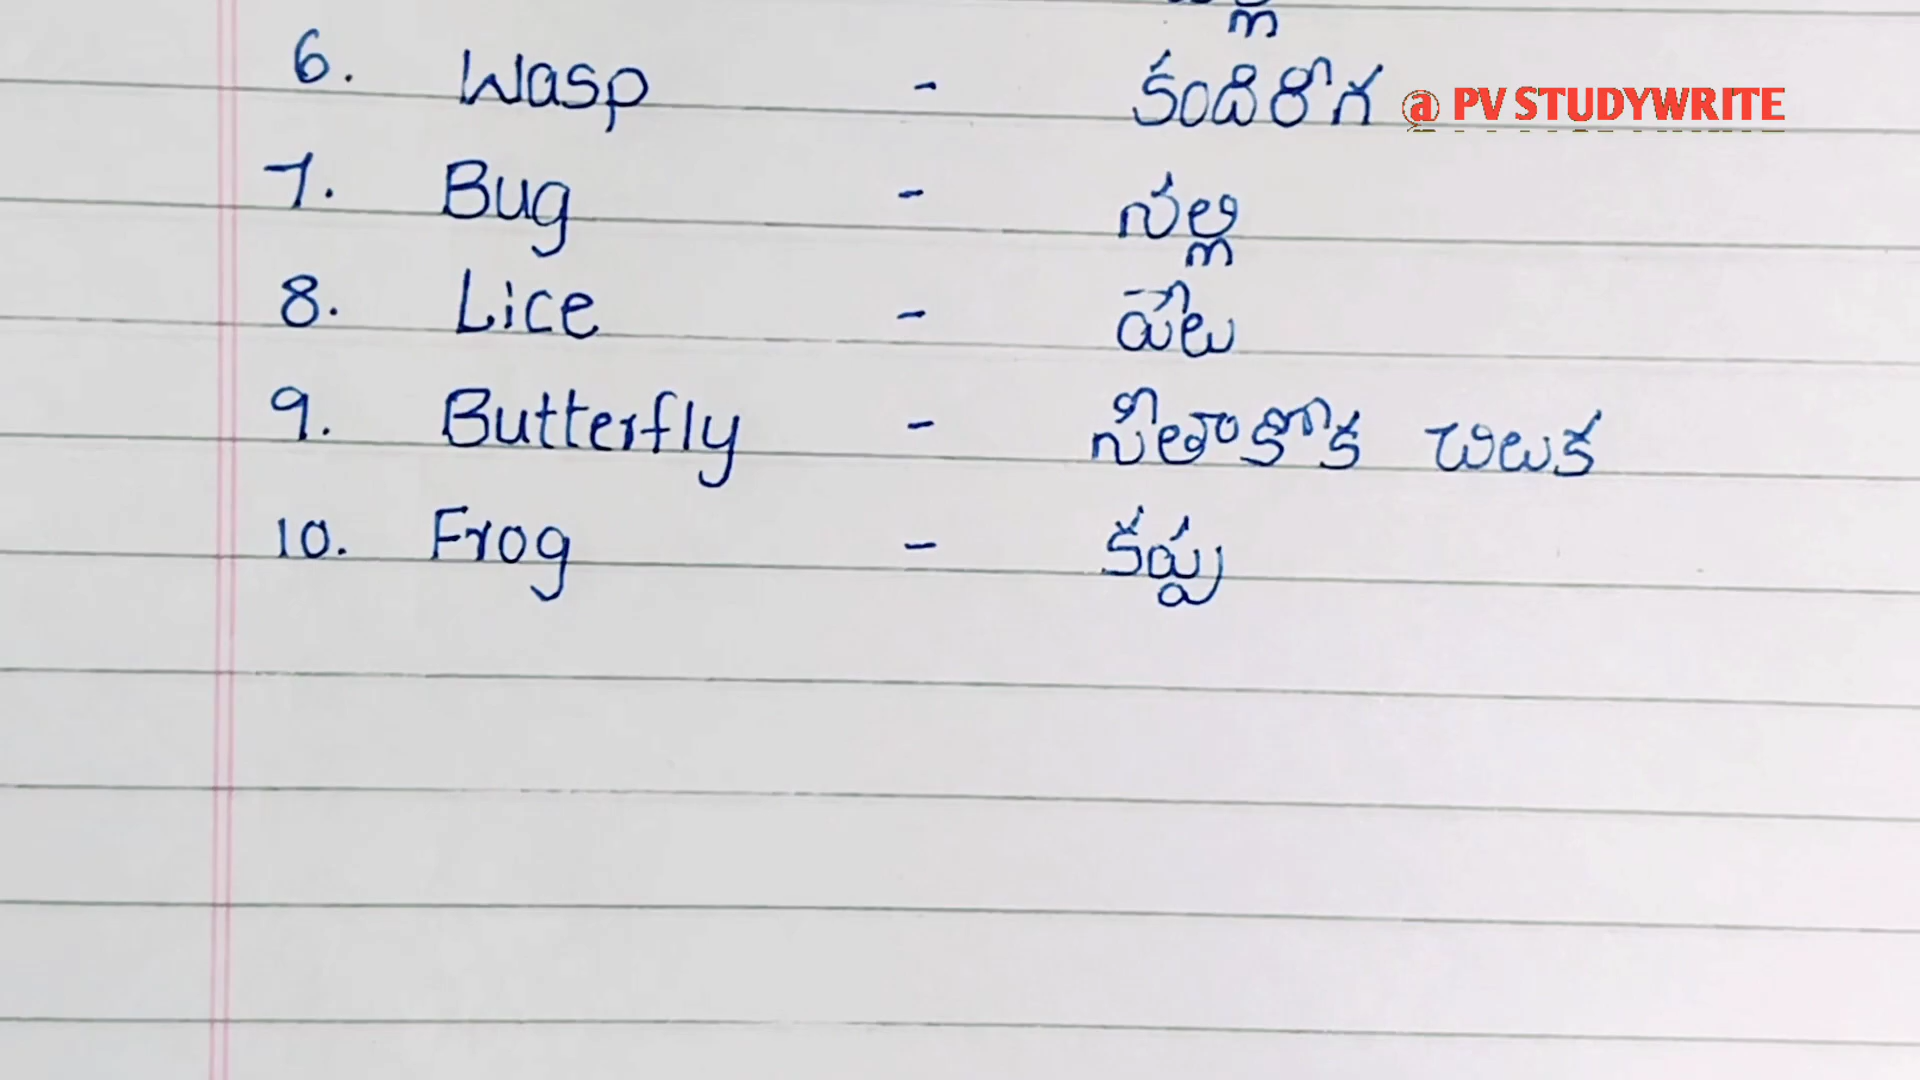 6. Wasp - కందిరీగ @ PV STUDYWRITE
7. Bug - నల్లి
8. Lice - పేలు
9. Butterfly - సీతాకోక చిలుక
10. Frog - కప్ప